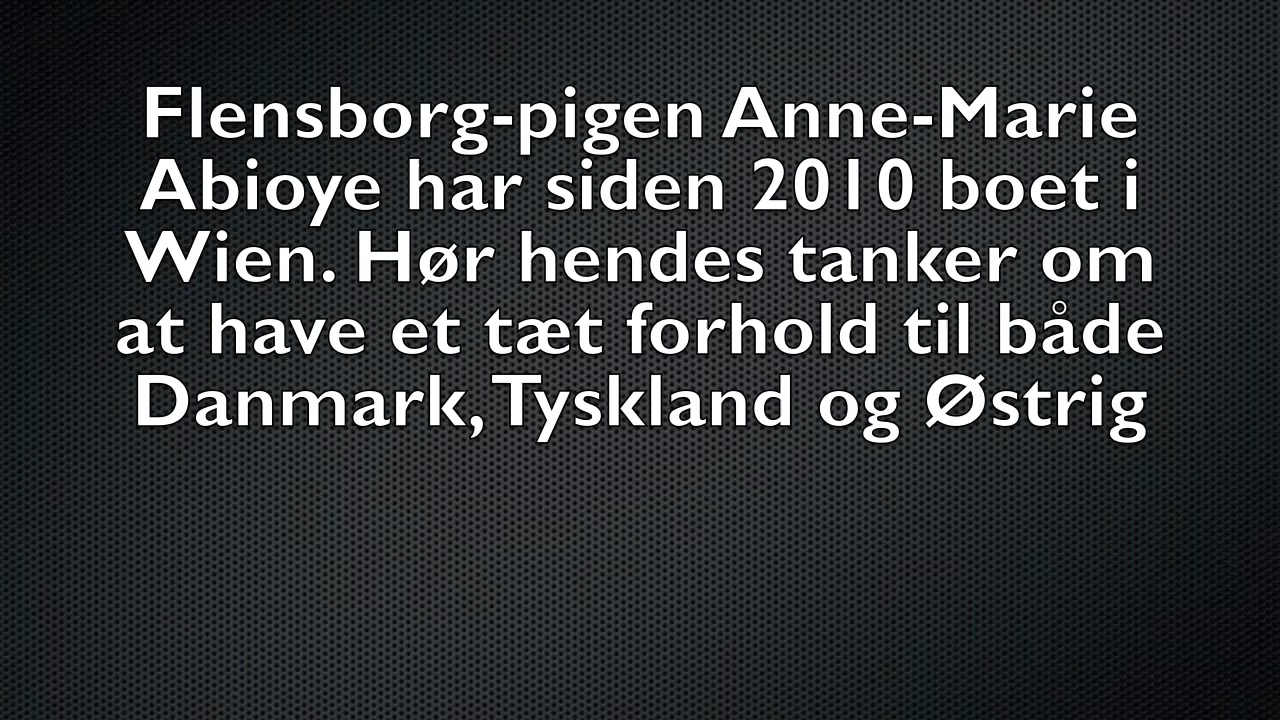 Flensborg-pigen Anne-Marie
Abioye har siden 2010 boet i
Wien. Hør hendes tanker om
at have et tæt forhold til både
Danmark, Tyskland og Østrig